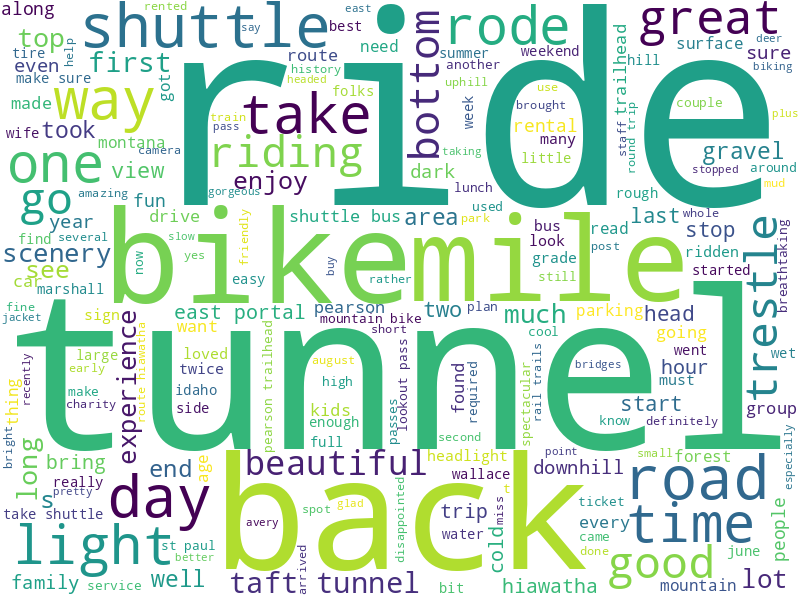 along
rented
east
say
shuttle
ride
rode
great
top
tire
best
even
help
first
got
route
need
summer
another
weekend
trailhead
surface
deer
biking
sure
hill
make sure
history
headed
folks
bottom
uphill
made
way
take
week
brought
use
couple
plus
train
rental
wife
took
montana
camera
pass
riding
many
staff
round trip
gravel
stopped
around
one
view
gorgeous
enjoy
dark
taking
little
mud
go
amazing
lunch
used
rough
year
fun
drive
shuttle bus
area
park
bus
read
last
whole
find
several
now
slow
friendly
bike
mile
look
post
stop
scenery
yes
easy
buy
rather
grade
ridden
trestle
breathtaking
see
car
still
started
marshall
tunnel
fine
jacket
sign
east portal
pearson
mountain bike
short
two
plan
much
parking
head
going
want
cool
went
wet
experience
route hiawatha
large
early
loved
twice
pearson trailhead
august
high
passes
lookout pass
found
required
spectacular
rail trails
bridges
hour
must
thing
recently
make
charity
idaho
side
kids
enough
full
second
start
know
definitely
group
bright
long
bring
end
age
back
beautiful
headlight
wallace
point
downhill
small
forest
especially
really
pretty
s
day
t
road
take shuttle
spot
glad
disappointed
trip
water
cold
miss
ticket
every
time
people
light
st paul
better
avery
came
done
good
june
family
service
well
taft
arrived
tunnel
bit
hiawatha
mountain
lot